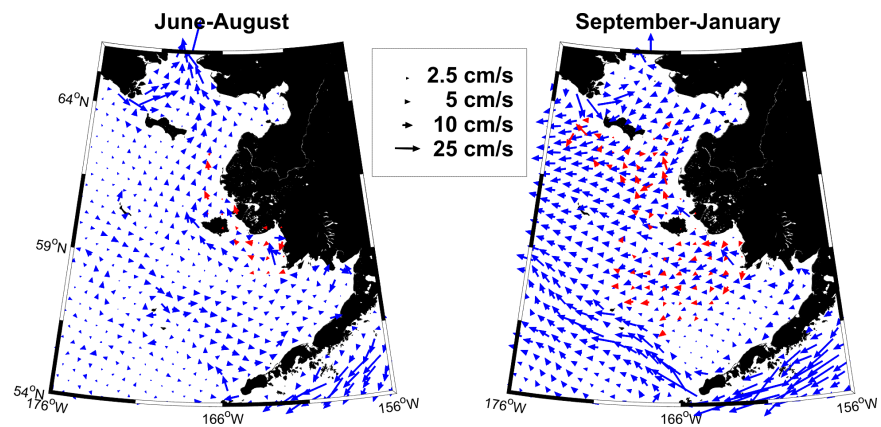 June-August
September-January
2.5 cm/s
5 cm/s
10 cm/s
25 cm/s
64°N
59°N
54°N
176°W
166°W
156°W
176°W
166°W
156°W